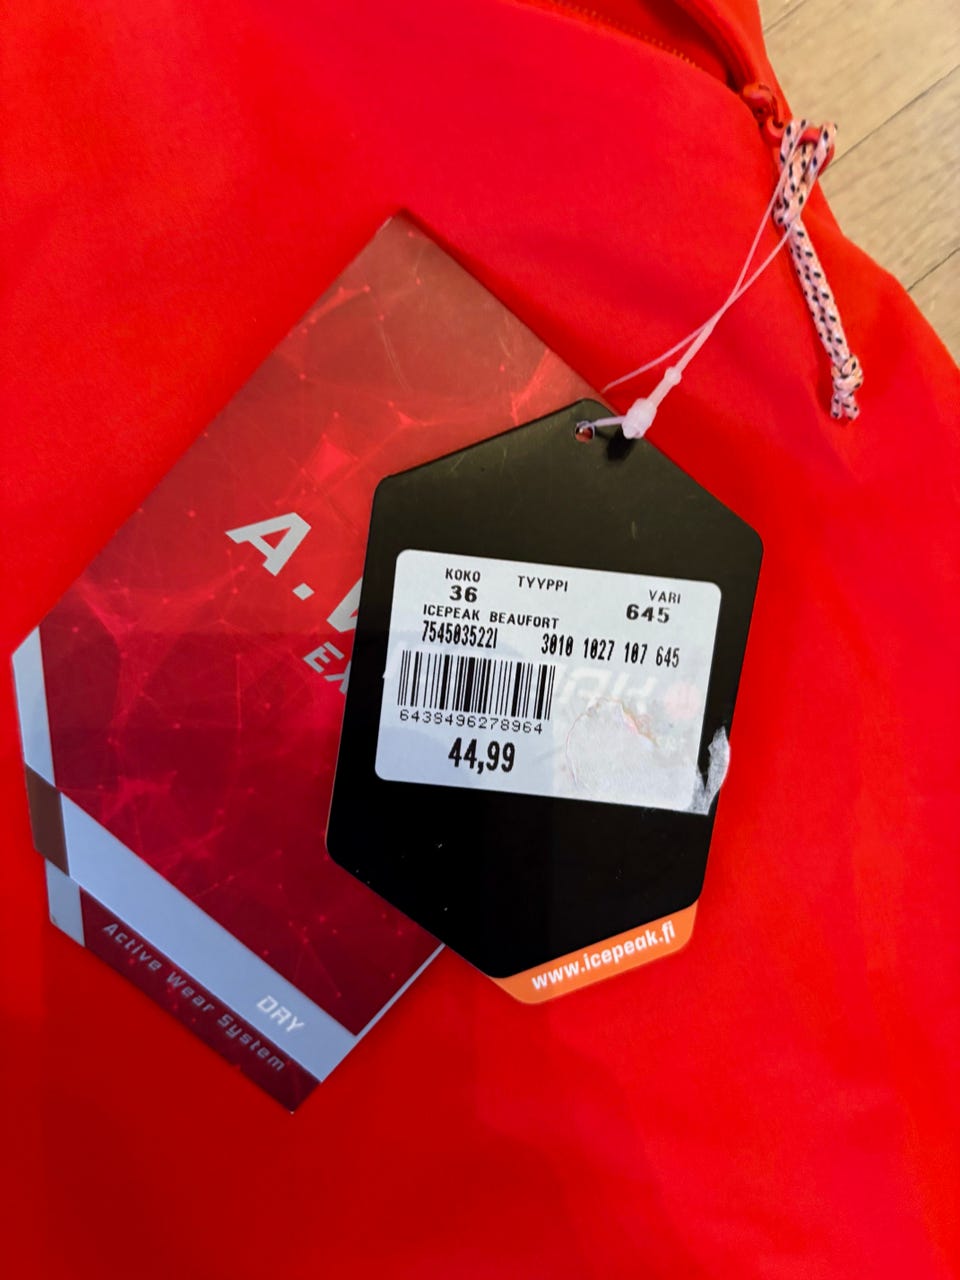 KOKO TYYPPI VARI
36 645
ICEPEAK BEAUFORT
754503522I 3010 1027 107 645
6438496278964
44,99
www.icepeak.fi
A.
DRY
Active Wear System